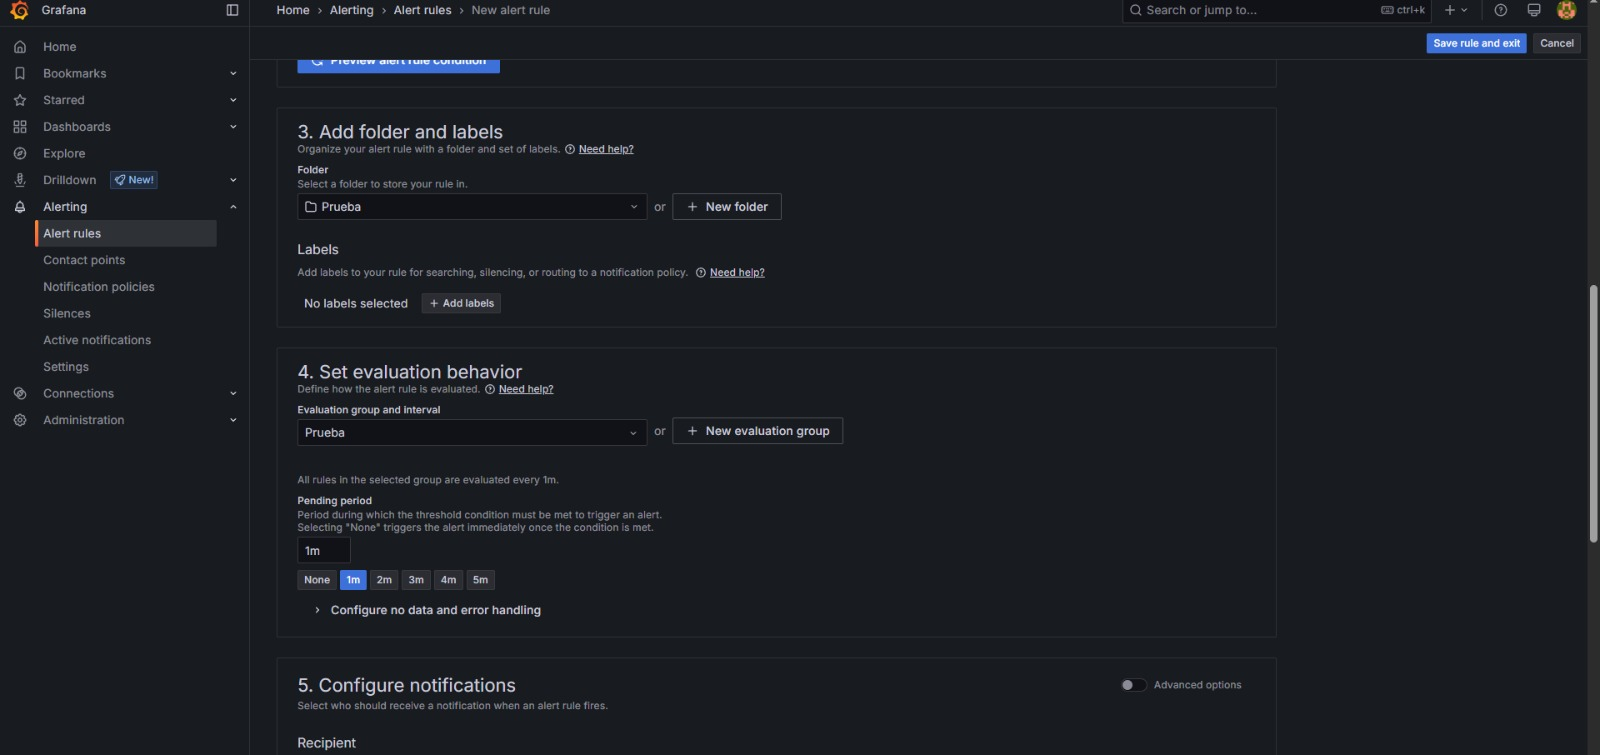 Grafana
Home › Alerting › Alert rules › New alert rule
Search or jump to...
ctrl+k
Save rule and exit
Cancel
Home
Bookmarks
Starred
Dashboards
Explore
Drilldown
New!
Alerting
Alert rules
Contact points
Notification policies
Silences
Active notifications
Settings
Connections
Administration
Preview alert rule condition
3. Add folder and labels
Organize your alert rule with a folder and set of labels. Need help?
Folder
Select a folder to store your rule in.
Prueba
or
+ New folder
Labels
Add labels to your rule for searching, silencing, or routing to a notification policy. Need help?
No labels selected
+ Add labels
4. Set evaluation behavior
Define how the alert rule is evaluated. Need help?
Evaluation group and interval
Prueba
or
+ New evaluation group
All rules in the selected group are evaluated every 1m.
Pending period
Period during which the threshold condition must be met to trigger an alert.
Selecting "None" triggers the alert immediately once the condition is met.
1m
None 1m 2m 3m 4m 5m
Configure no data and error handling
5. Configure notifications
Advanced options
Select who should receive a notification when an alert rule fires.
Recipient